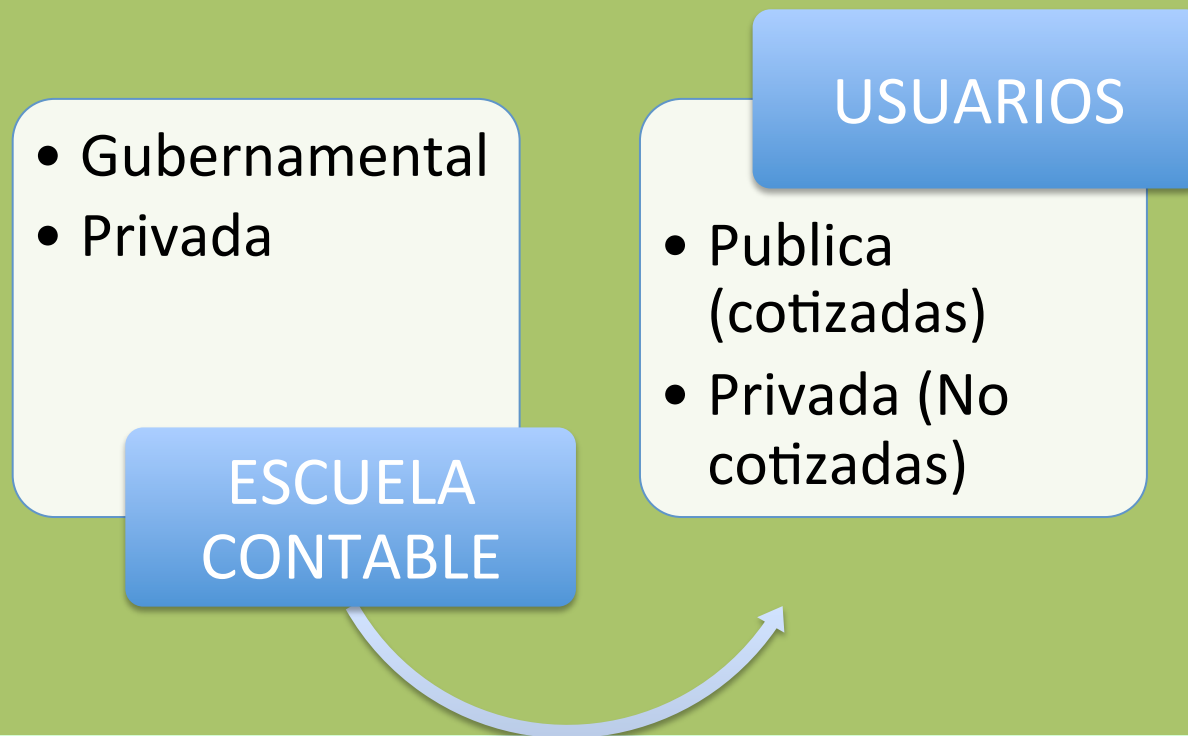 • Gubernamental
• Privada
ESCUELA
CONTABLE
USUARIOS
• Publica
(cotizadas)
• Privada (No
cotizadas)